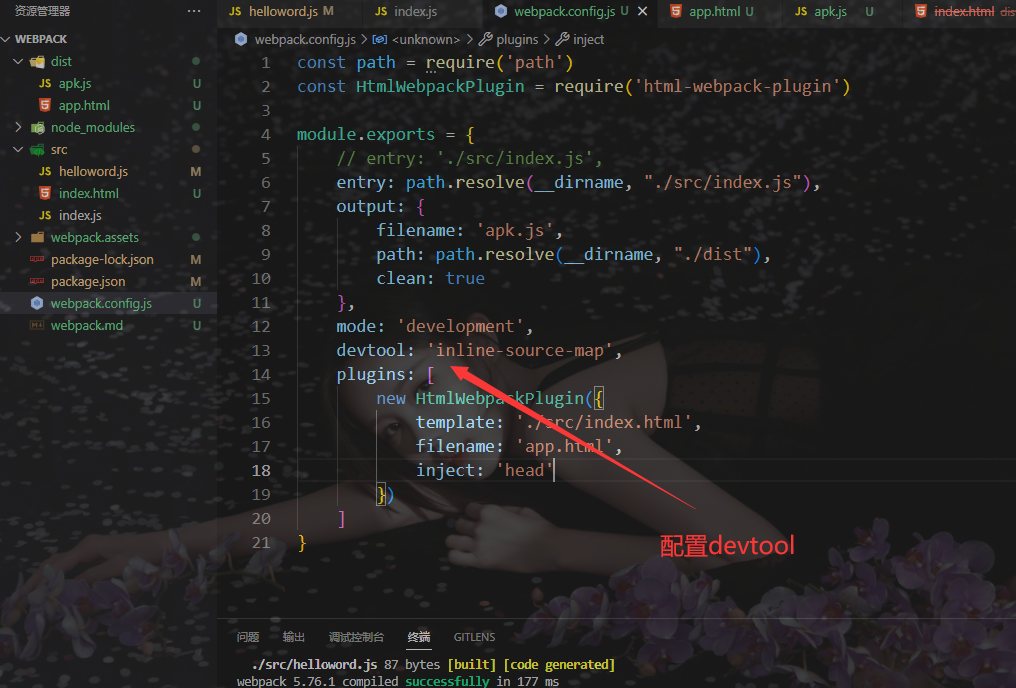 资源管理器 ···
WEBPACK
dist
JS apk.js U
app.html U
node_modules
src
JS helloword.js M
index.html U
JS index.js
webpack.assets
package-lock.json M
package.json M
webpack.config.js U
webpack.md U
JS helloword.js M JS index.js webpack.config.js U app.html U JS apk.js U index.html dis
webpack.config.js > <unknown> > plugins > inject
1 const path = require('path')
2 const HtmlWebpackPlugin = require('html-webpack-plugin')
3
4 module.exports = {
5 // entry: './src/index.js',
6 entry: path.resolve(__dirname, "./src/index.js"),
7 output: {
8 filename: 'apk.js',
9 path: path.resolve(__dirname, "./dist"),
10 clean: true
11 },
12 mode: 'development',
13 devtool: 'inline-source-map',
14 plugins: [
15 new HtmlWebpackPlugin({
16 template: './src/index.html',
17 filename: 'app.html',
18 inject: 'head'
19 })
20 ]
21 }
配置devtool
问题 输出 调试控制台 终端 GITLENS
./src/helloword.js 87 bytes [built] [code generated]
webpack 5.76.1 compiled successfully in 177 ms